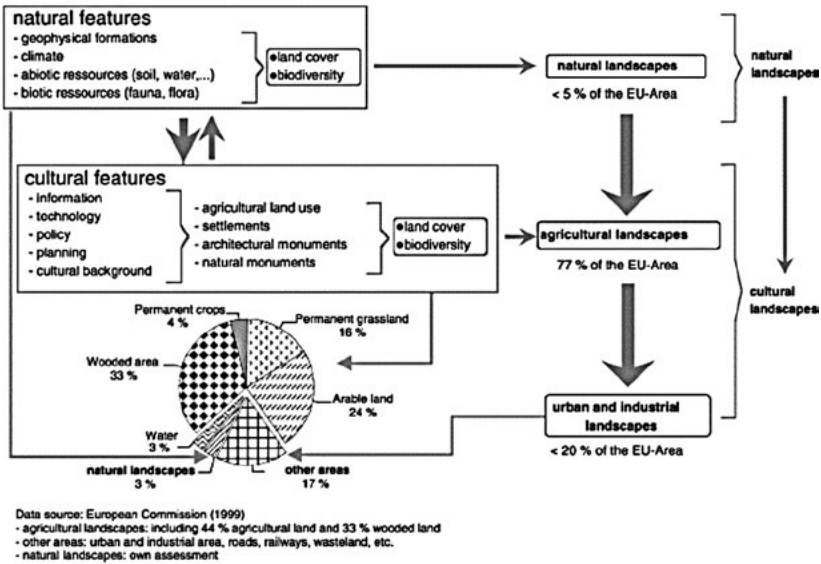 natural features
- geophysical formations
- climate
- abiotic ressources (soil, water,...)
- biotic ressources (fauna, flora)
●land cover
●biodiversity
natural landscapes
< 5 % of the EU-Area
natural
landscapes
cultural features
- information
- technology
- policy
- planning
- cultural background
- agricultural land use
- settlements
- architectural monuments
- natural monuments
●land cover
●biodiversity
agricultural landscapes
77 % of the EU-Area
cultural
landscapes
Permanent crops
4 %
Permanent grassland
16 %
Wooded area
33 %
Arable land
24 %
Water
3 %
natural landscapes
3 %
other areas
17 %
urban and industrial
landscapes
< 20 % of the EU-Area
Data source: European Commission (1999)
- agricultural landscapes: including 44 % agricultural land and 33 % wooded land
- other areas: urban and industrial area, roads, railways, wasteland, etc.
- natural landscapes: own assessment